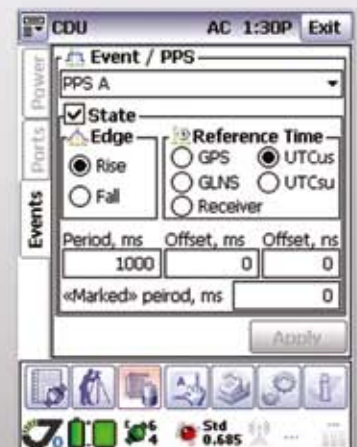 CDU AC 1:30P Exit
Power
Ports
Events
Event / PPS
PPS A
State
Edge
Rise
Fall
Reference Time
GPS UTCus
GLNS UTCsu
Receiver
Period, ms Offset, ms Offset, ns
1000 0 0
«Marked» peirod, ms 0
Apply
6
4
Std
0.685
...